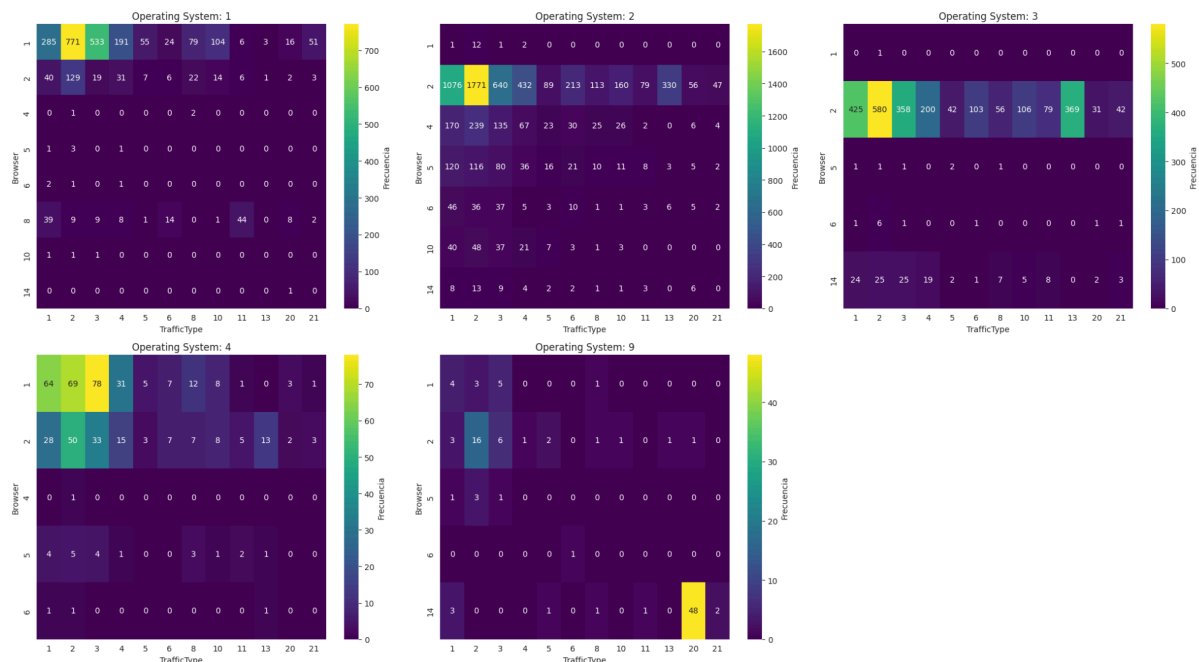 Operating System: 1
1 285 771 533 191 55 24 79 104 6 3 16 51
2 40 129 19 31 7 6 22 14 6 1 2 3
4 0 1 0 0 0 0 2 0 0 0 0 0
5 1 3 0 1 0 0 0 0 0 0 0 0
6 2 1 0 1 0 0 0 0 0 0 0 0
8 39 9 9 8 1 14 0 1 44 0 8 2
10 1 1 1 0 0 0 0 0 0 0 0 0
14 0 0 0 0 0 0 0 0 0 0 1 0
Browser
1 2 3 4 5 6 8 10 11 13 20 21
TrafficType
700
600
500
400
300
200
100
0
Frecuencia
Operating System: 2
1 1 12 1 2 0 0 0 0 0 0 0 0
2 1076 1771 640 432 89 213 113 160 79 330 56 47
4 170 239 135 67 23 30 25 26 2 0 6 4
5 120 116 80 36 16 21 10 11 8 3 5 2
6 46 36 37 5 3 10 1 1 3 6 5 2
10 40 48 37 21 7 3 1 3 0 0 0 0
14 8 13 9 4 2 2 1 1 3 0 6 0
Browser
1 2 3 4 5 6 8 10 11 13 20 21
TrafficType
1600
1400
1200
1000
800
600
400
200
0
Frecuencia
Operating System: 3
1 0 1 0 0 0 0 0 0 0 0 0 0
2 425 580 358 200 42 103 56 106 79 369 31 42
5 1 1 1 0 2 0 1 0 0 0 0 0
6 1 6 1 0 0 0 0 0 0 0 1 1
14 24 25 25 19 2 1 7 5 8 0 2 3
Browser
1 2 3 4 5 6 8 10 11 13 20 21
TrafficType
500
400
300
200
100
0
Frecuencia
Operating System: 4
1 64 69 78 31 5 7 12 8 1 0 3 1
2 28 50 33 15 3 7 7 8 5 13 2 3
4 0 1 0 0 0 0 0 0 0 0 0 0
5 4 5 4 1 0 0 3 1 2 1 0 0
6 1 1 0 0 0 0 0 0 0 1 0 0
Browser
1 2 3 4 5 6 8 10 11 13 20 21
TrafficType
70
60
50
40
30
20
10
0
Frecuencia
Operating System: 9
1 4 3 5 0 0 0 1 0 0 0 0 0
2 3 16 6 1 2 0 1 1 0 1 1 0
5 1 3 1 0 0 0 0 0 0 0 0 0
6 0 0 0 0 0 1 0 0 0 0 0 0
14 3 0 0 0 1 0 1 0 1 0 48 2
Browser
1 2 3 4 5 6 8 10 11 13 20 21
TrafficType
40
30
20
10
0
Frecuencia